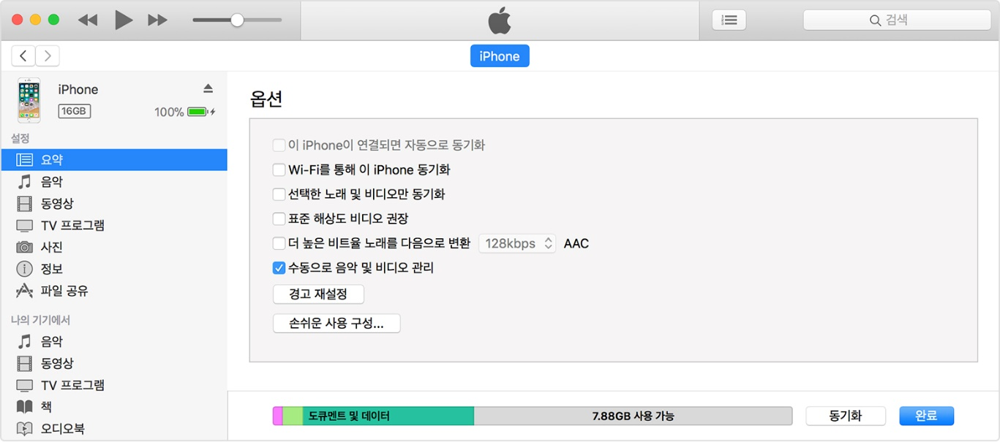 검색
iPhone
iPhone
16GB
100%
설정
요약
음악
동영상
TV 프로그램
사진
정보
파일 공유
나의 기기에서
음악
동영상
TV 프로그램
책
오디오북
옵션
이 iPhone이 연결되면 자동으로 동기화
Wi-Fi를 통해 이 iPhone 동기화
선택한 노래 및 비디오만 동기화
표준 해상도 비디오 권장
더 높은 비트율 노래를 다음으로 변환 128kbps AAC
수동으로 음악 및 비디오 관리
경고 재설정
손쉬운 사용 구성...
도큐멘트 및 데이터 7.88GB 사용 가능 동기화 완료